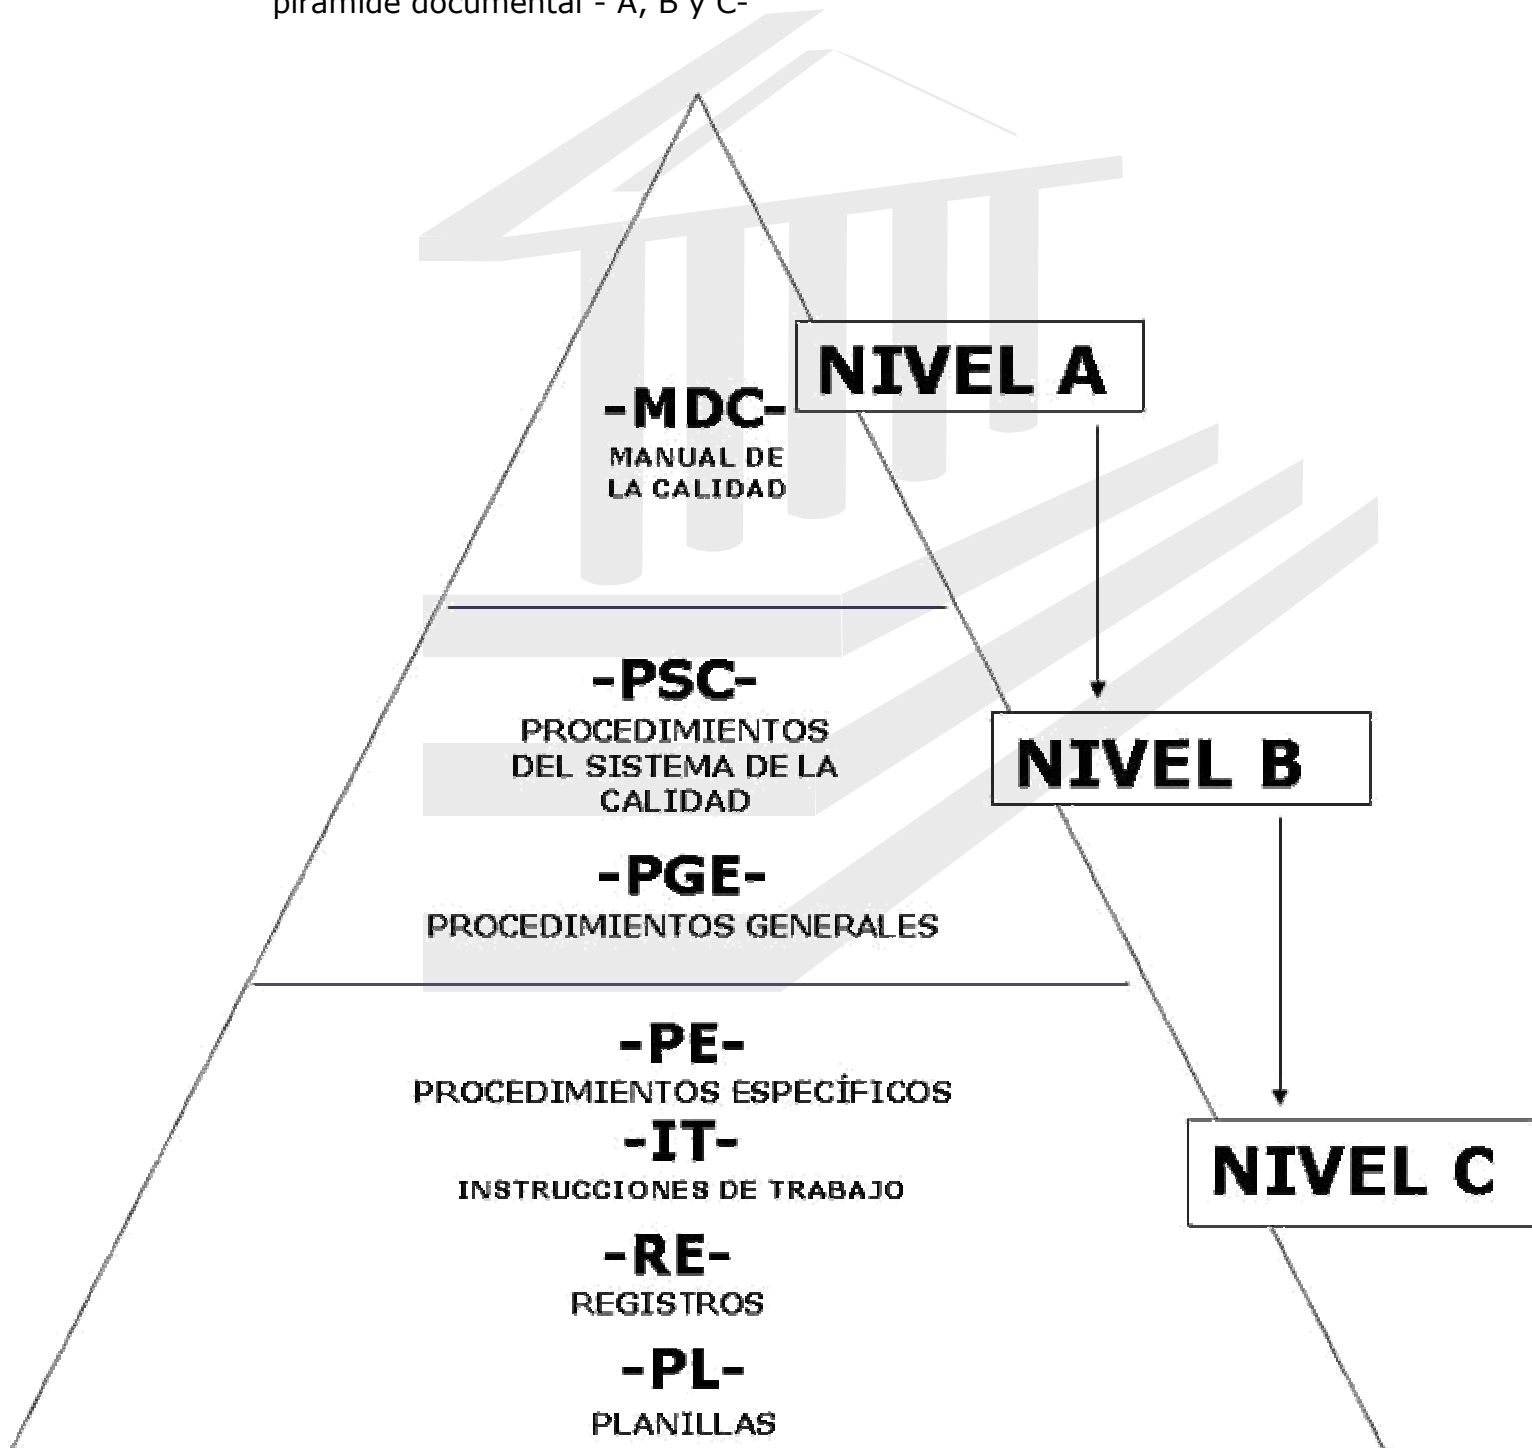 pirámide documental - A, B y C-
NIVEL A
-MDC-
MANUAL DE
LA CALIDAD
-PSC-
PROCEDIMIENTOS
DEL SISTEMA DE LA
CALIDAD
NIVEL B
-PGE-
PROCEDIMIENTOS GENERALES
-PE-
PROCEDIMIENTOS ESPECÍFICOS
-IT-
INSTRUCCIONES DE TRABAJO
NIVEL C
-RE-
REGISTROS
-PL-
PLANILLAS